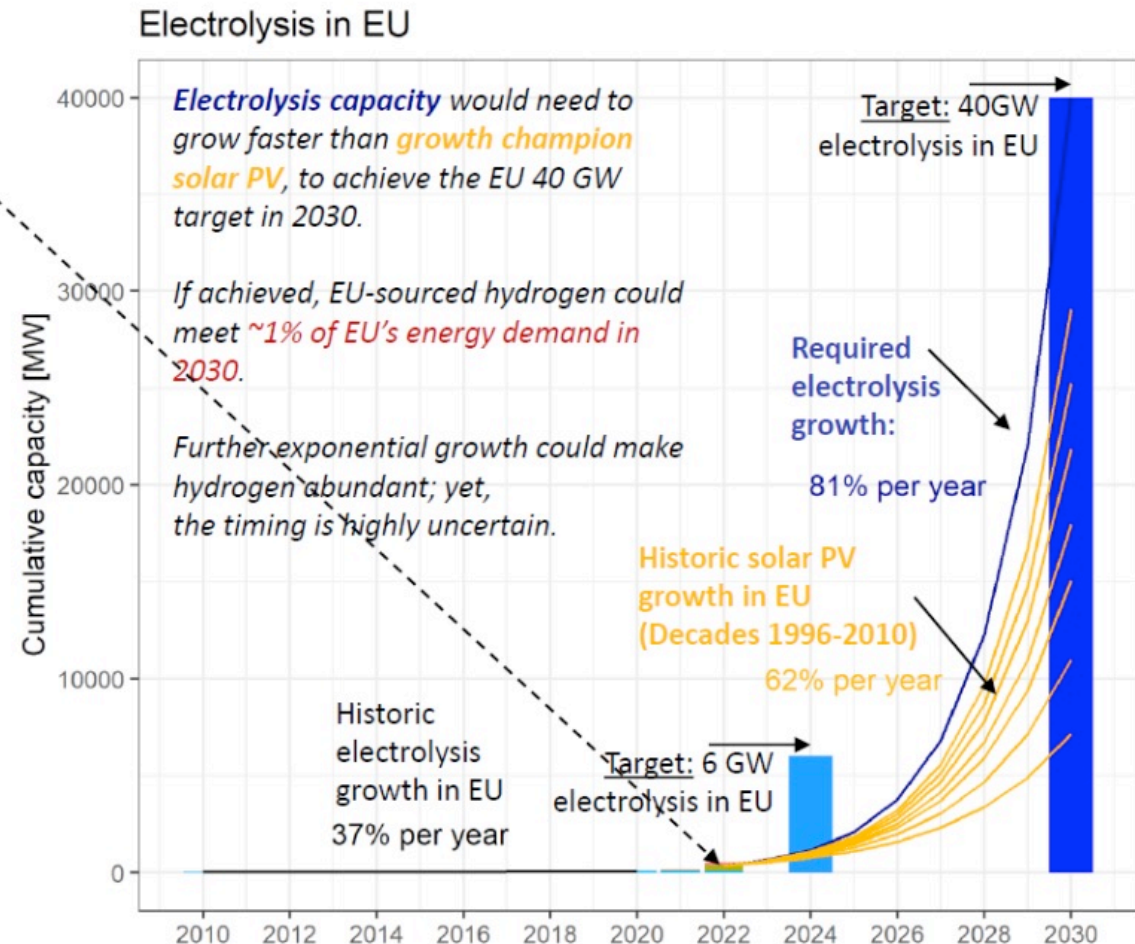 Electrolysis in EU
Electrolysis capacity would need to
grow faster than growth champion
solar PV, to achieve the EU 40 GW
target in 2030.
If achieved, EU-sourced hydrogen could
meet ~1% of EU's energy demand in
2030.
Further exponential growth could make
hydrogen abundant; yet,
the timing is highly uncertain.
Target: 40GW
electrolysis in EU
Required
electrolysis
growth:
81% per year
Historic solar PV
growth in EU
(Decades 1996-2010)
62% per year
Historic
electrolysis
growth in EU
37% per year
Target: 6 GW
electrolysis in EU
Cumulative capacity [MW]
40000
30000
20000
10000
0
2010 2012 2014 2016 2018 2020 2022 2024 2026 2028 2030